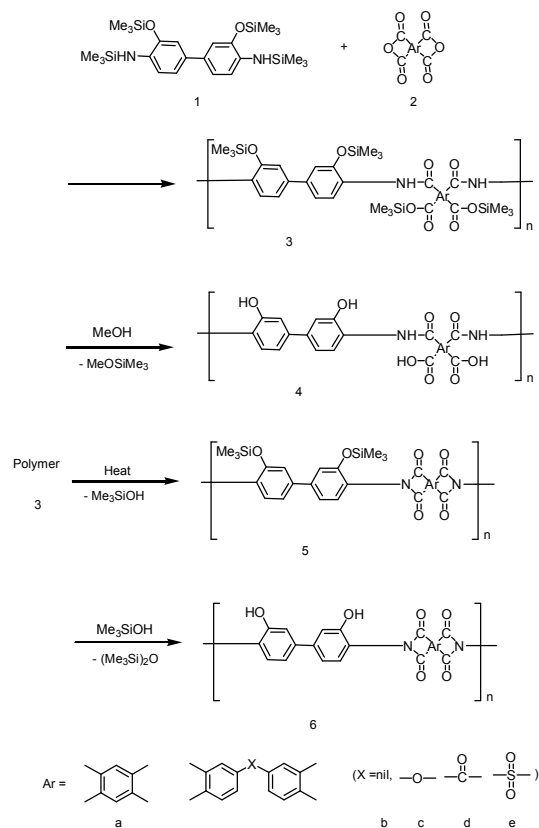 Me3SiO OSiMe3
Me3SiHN NHSiMe3 + O O C C Ar O O C C O O
1 2
Me3SiO OSiMe3 NH C O C O NH Ar Me3SiO C O C O OSiMe3 n
3
MeOH
- MeOSiMe3
HO OH NH C O C O NH Ar HO C O C O OH n
4
Polymer
3
Heat
- Me3SiOH
Me3SiO OSiMe3 O O C C N Ar N C C O O n
5
Me3SiOH
- (Me3Si)2O
HO OH O O C C N Ar N C C O O n
6
Ar = X (X =nil, O C O O S O )
a b c d e